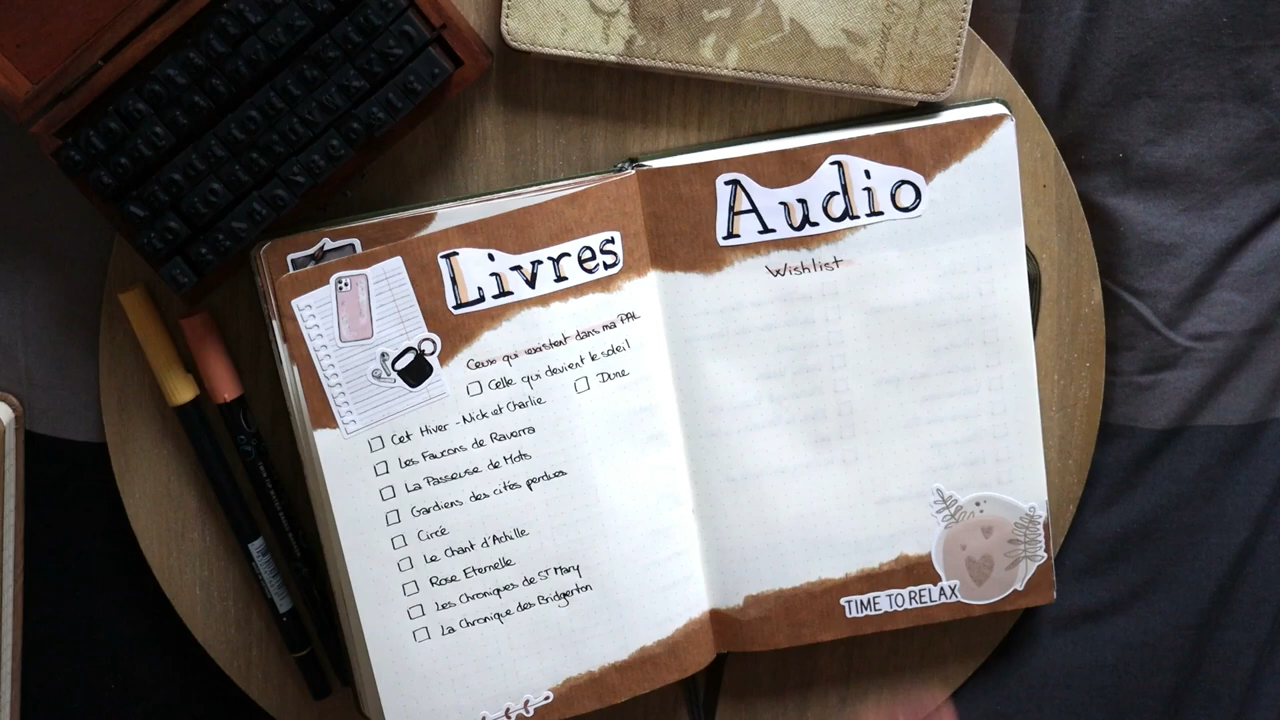 Livres
Ceux qui existent dans ma PAL
Celle qui devient le soleil
Dune
Cet Hiver - Nick et Charlie
Les Faucons de Raverra
La Passeuse de Mots
Gardiens des cités perdues
Circé
Le Chant d'Achille
Rose Eternelle
Les Chroniques de ST Mary
La Chronique des Bridgerton
Audio
Wishlist
TIME TO RELAX